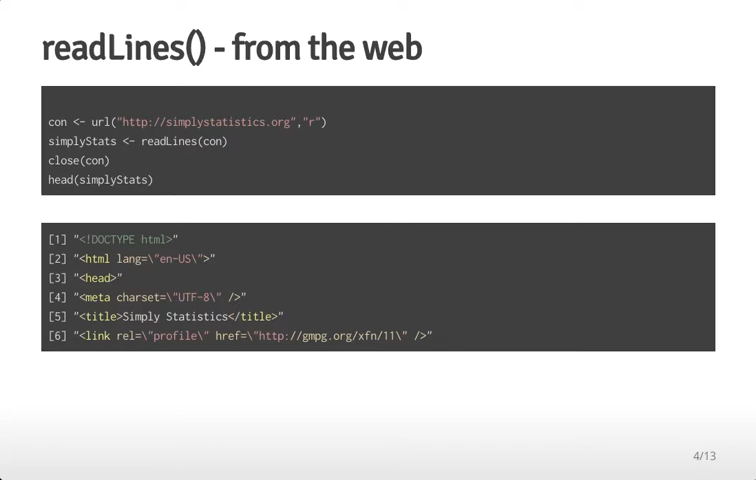 readLines() - from the web
con <- url("http://simplystatistics.org","r")
simplyStats <- readLines(con)
close(con)
head(simplyStats)
[1] "<!DOCTYPE html>"
[2] "<html lang=\"en-US\">"
[3] "<head>"
[4] "<meta charset=\"UTF-8\" />"
[5] "<title>Simply Statistics</title>"
[6] "<link rel=\"profile\" href=\"http://gmpg.org/xfn/11\" />"
4/13